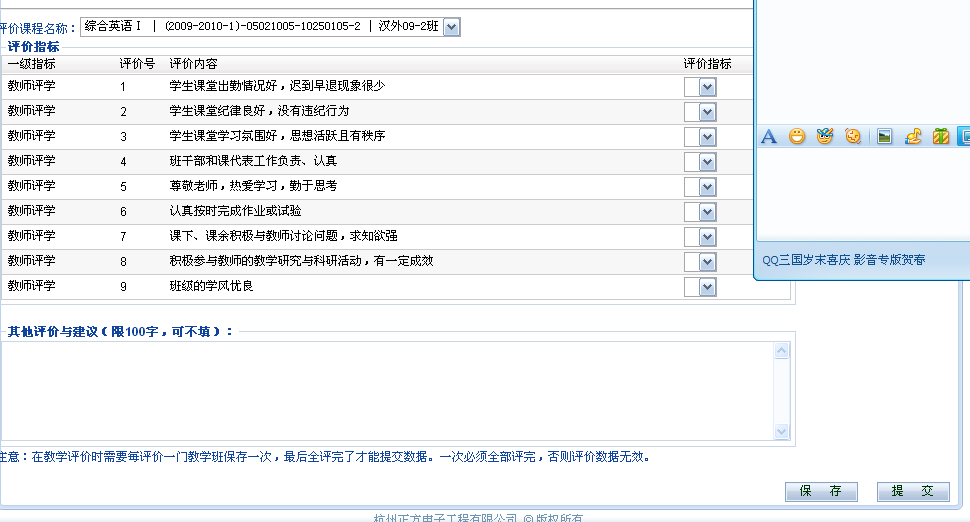 评价课程名称：综合英语Ⅰ | (2009-2010-1)-05021005-10250105-2 | 汉外09-2班
评价指标
一级指标 评价号 评价内容 评价指标
教师评学 1 学生课堂出勤情况好，迟到早退现象很少
教师评学 2 学生课堂纪律良好，没有违纪行为
教师评学 3 学生课堂学习氛围好，思想活跃且有秩序
教师评学 4 班干部和课代表工作负责、认真
教师评学 5 尊敬老师，热爱学习，勤于思考
教师评学 6 认真按时完成作业或试验
教师评学 7 课下、课余积极与教师讨论问题，求知欲强
教师评学 8 积极参与教师的教学研究与科研活动，有一定成效
教师评学 9 班级的学风优良
QQ三国岁末喜庆 影音专版贺春
其他评价与建议（限100字，可不填）：
注意：在教学评价时需要每评价一门教学班保存一次，最后全评完了才能提交数据。一次必须全部评完，否则评价数据无效。
保 存 提 交
杭州正方电子工程有限公司 © 版权所有